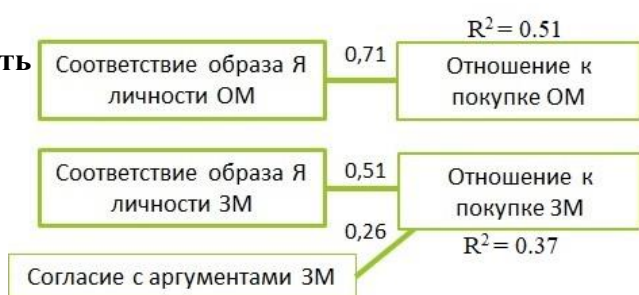 ть
Соответствие образа Я
личности ОМ
0,71
R² = 0.51
Отношение к
покупке ОМ
Соответствие образа Я
личности ЗМ
0,51
Отношение к
покупке ЗМ
0,26
R² = 0.37
Согласие с аргументами ЗМ